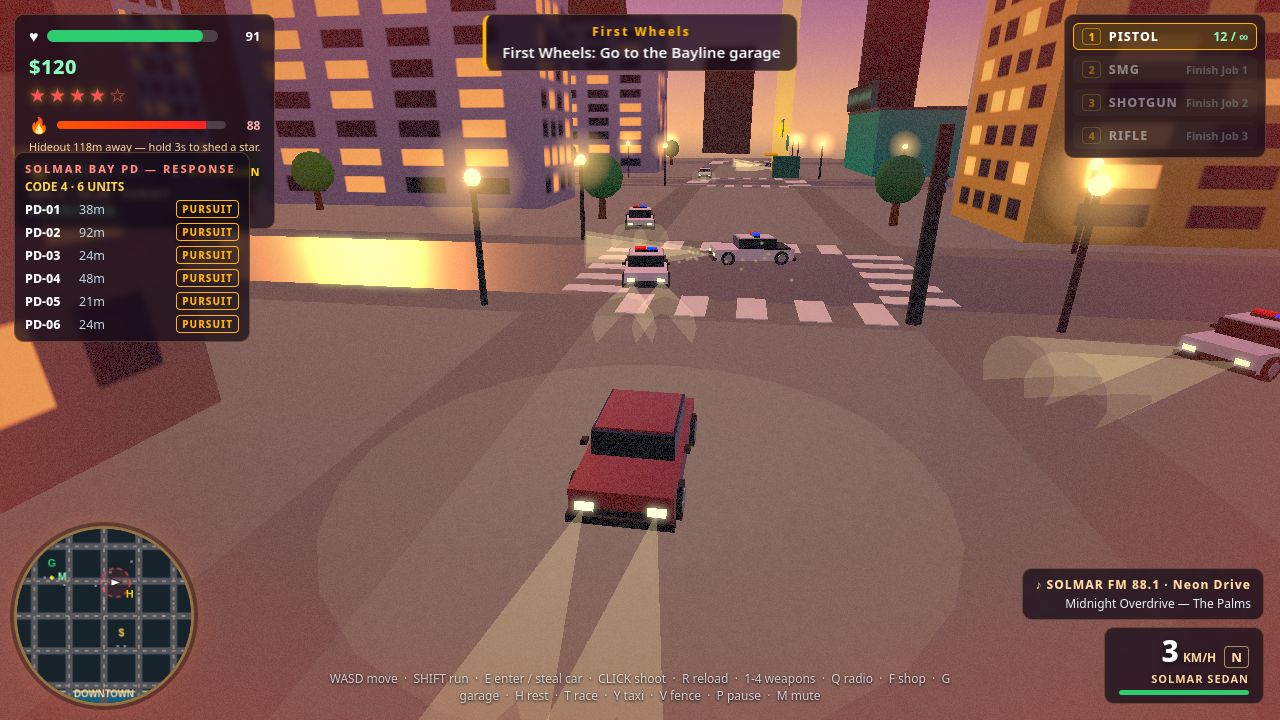 ♥ 91
$120
★★★★☆
🔥 88
Hideout 118m away — hold 3s to shed a star.
N
SOLMAR BAY PD — RESPONSE
CODE 4 · 6 UNITS
PD-01 38m PURSUIT
PD-02 92m PURSUIT
PD-03 24m PURSUIT
PD-04 48m PURSUIT
PD-05 21m PURSUIT
PD-06 24m PURSUIT
First Wheels
First Wheels: Go to the Bayline garage
1 PISTOL 12 / ∞
2 SMG Finish Job 1
3 SHOTGUN Finish Job 2
4 RIFLE Finish Job 3
G
M
H
$
DOWNTOWN
WASD move · SHIFT run · E enter / steal car · CLICK shoot · R reload · 1-4 weapons · Q radio · F shop · G
garage · H rest · T race · Y taxi · V fence · P pause · M mute
♪ SOLMAR FM 88.1 · Neon Drive
Midnight Overdrive — The Palms
3 KM/H N
SOLMAR SEDAN